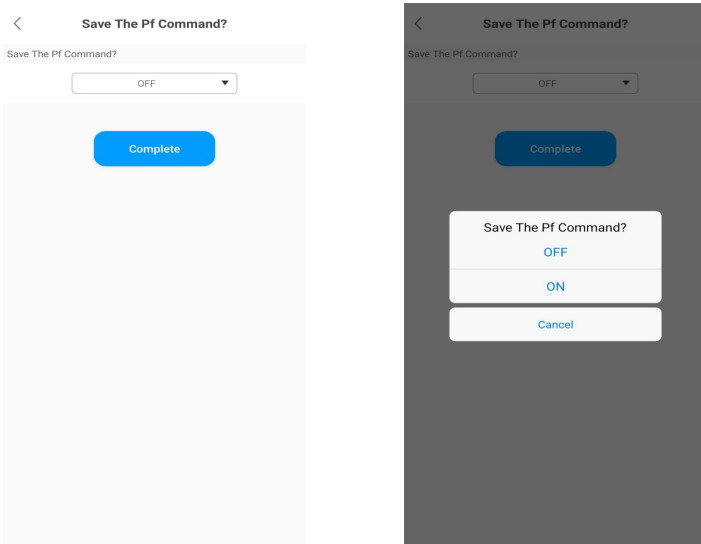 Save The Pf Command?
Save The Pf Command?
OFF
Complete
Save The Pf Command?
Save The Pf Command?
OFF
Complete
Save The Pf Command?
OFF
ON
Cancel